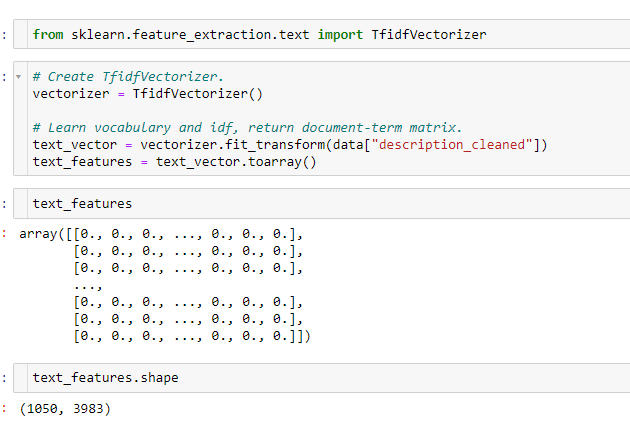 : from sklearn.feature_extraction.text import TfidfVectorizer
: # Create TfidfVectorizer.
vectorizer = TfidfVectorizer()
# Learn vocabulary and idf, return document-term matrix.
text_vector = vectorizer.fit_transform(data["description_cleaned"])
text_features = text_vector.toarray()
: text_features
: array([[0., 0., 0., ..., 0., 0., 0.],
[0., 0., 0., ..., 0., 0., 0.],
[0., 0., 0., ..., 0., 0., 0.],
...,
[0., 0., 0., ..., 0., 0., 0.],
[0., 0., 0., ..., 0., 0., 0.],
[0., 0., 0., ..., 0., 0., 0.]])
: text_features.shape
: (1050, 3983)